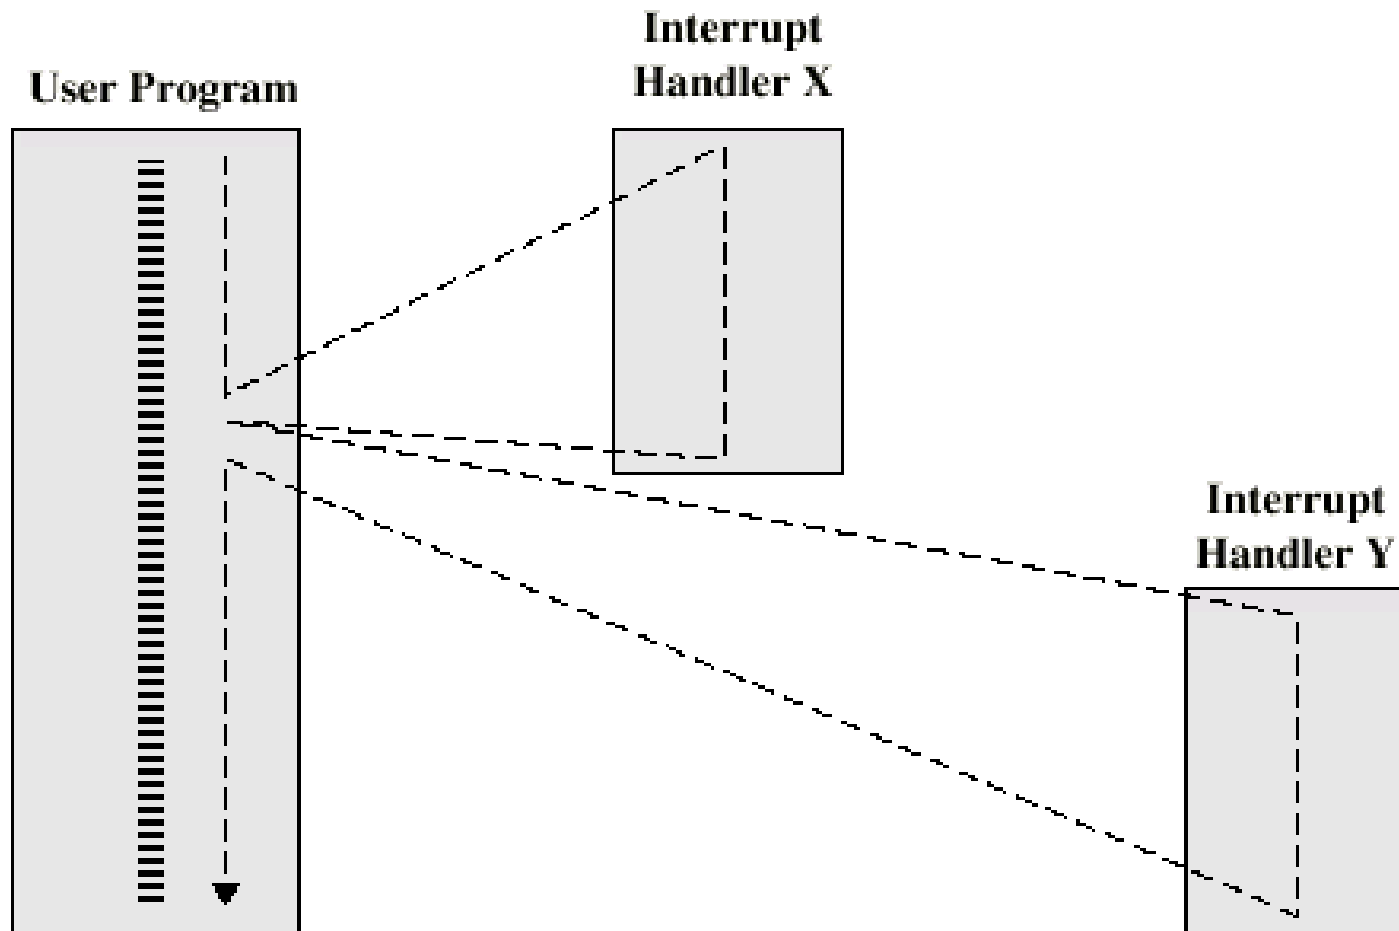 User Program
Interrupt
Handler X
Interrupt
Handler Y